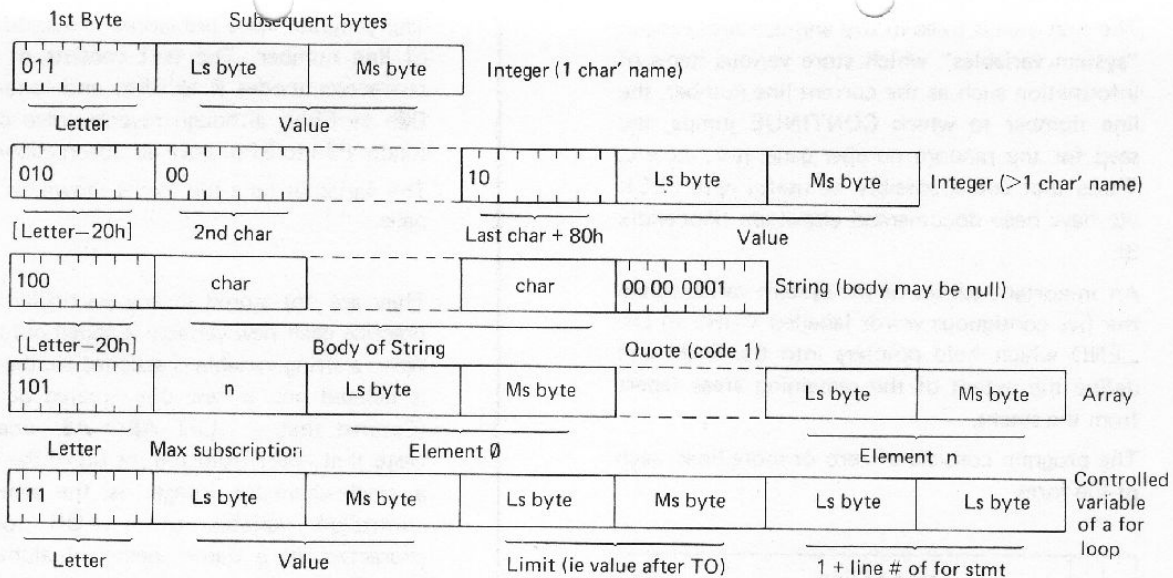 1st Byte Subsequent bytes
011 Ls byte Ms byte Integer (1 char' name)
Letter Value
010 00 10 Ls byte Ms byte Integer (>1 char' name)
[Letter–20h] 2nd char Last char + 80h Value
100 char char 00 00 0001 String (body may be null)
[Letter–20h] Body of String Quote (code 1)
101 n Ls byte Ms byte Ls byte Ms byte Array
Letter Max subscription Element Ø Element n
111 Ls byte Ms byte Ls byte Ms byte Ls byte Ls byte Controlled
variable
of a for
loop
Letter Value Limit (ie value after TO) 1 + line # of for stmt